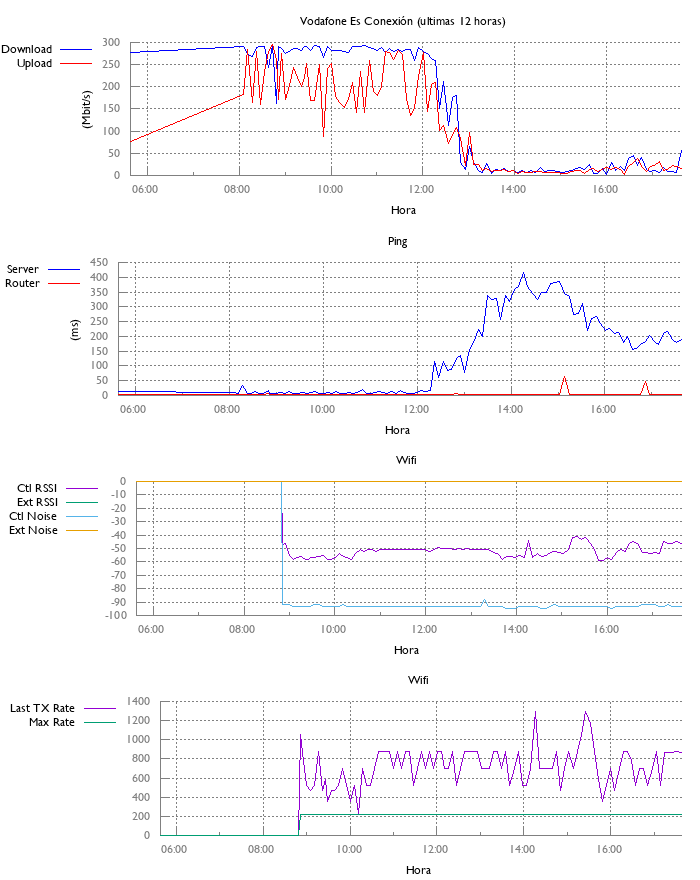 Vodafone Es Conexión (ultimas 12 horas)
Download
Upload
(Mbit/s)
300
250
200
150
100
50
0
06:00 08:00 10:00 12:00 14:00 16:00
Hora
Ping
Server
Router
(ms)
450
400
350
300
250
200
150
100
50
0
06:00 08:00 10:00 12:00 14:00 16:00
Hora
Wifi
Ctl RSSI
Ext RSSI
Ctl Noise
Ext Noise
0
-10
-20
-30
-40
-50
-60
-70
-80
-90
-100
06:00 08:00 10:00 12:00 14:00 16:00
Hora
Wifi
Last TX Rate
Max Rate
1400
1200
1000
800
600
400
200
0
06:00 08:00 10:00 12:00 14:00 16:00
Hora